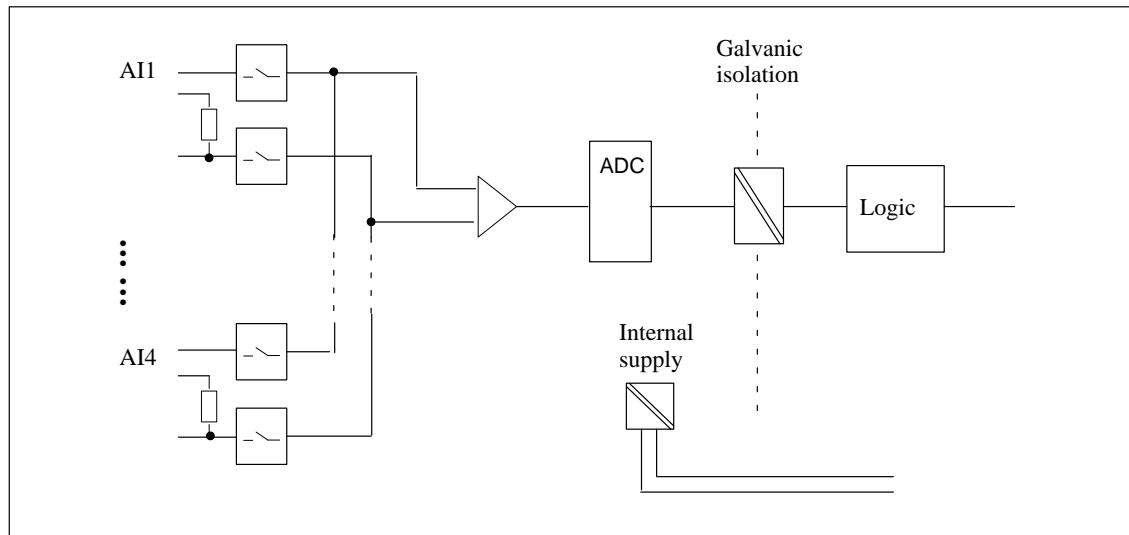 AI1
Galvanic
isolation
ADC
Logic
AI4
Internal
supply